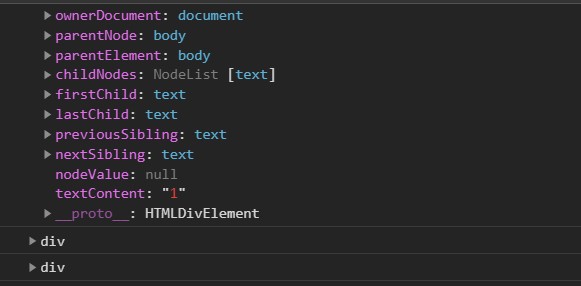 ownerDocument: document
parentNode: body
parentElement: body
childNodes: NodeList [text]
firstChild: text
lastChild: text
previousSibling: text
nextSibling: text
nodeValue: null
textContent: "1"
__proto__: HTMLDivElement
div
div